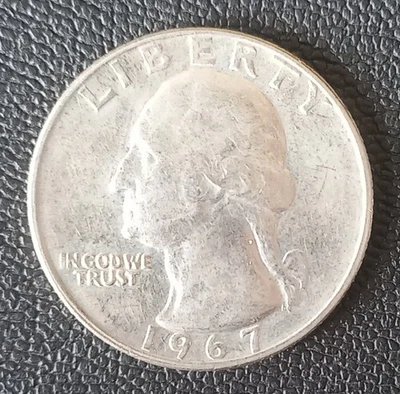 LIBERTY
IN GOD WE
TRUST
1967